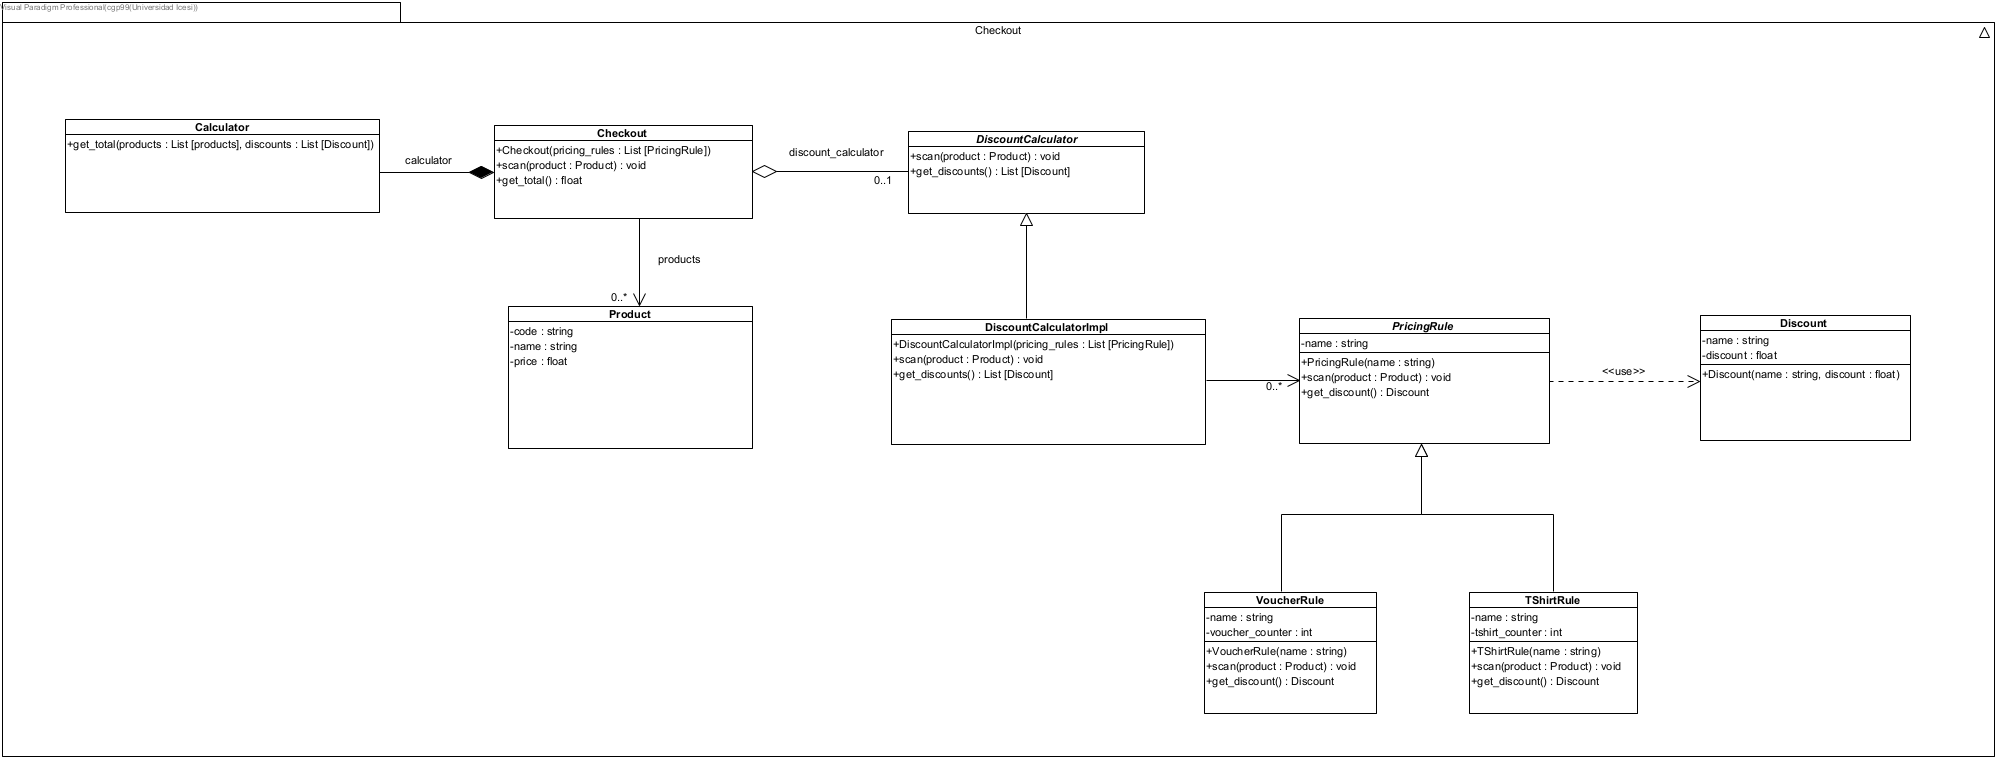 Visual Paradigm Professional(cgp99(Universidad Icesi))
Checkout
Calculator
+get_total(products : List [products], discounts : List [Discount])
calculator
Checkout
+Checkout(pricing_rules : List [PricingRule])
+scan(product : Product) : void
+get_total() : float
discount_calculator
0..1
DiscountCalculator
+scan(product : Product) : void
+get_discounts() : List [Discount]
products
0..*
Product
-code : string
-name : string
-price : float
DiscountCalculatorImpl
+DiscountCalculatorImpl(pricing_rules : List [PricingRule])
+scan(product : Product) : void
+get_discounts() : List [Discount]
0..*
PricingRule
-name : string
+PricingRule(name : string)
+scan(product : Product) : void
+get_discount() : Discount
<<use>>
Discount
-name : string
-discount : float
+Discount(name : string, discount : float)
VoucherRule
-name : string
-voucher_counter : int
+VoucherRule(name : string)
+scan(product : Product) : void
+get_discount() : Discount
TShirtRule
-name : string
-tshirt_counter : int
+TShirtRule(name : string)
+scan(product : Product) : void
+get_discount() : Discount